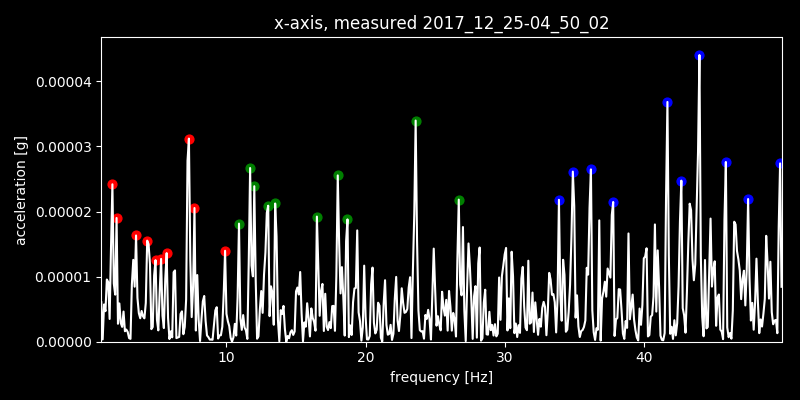 x-axis, measured 2017_12_25-04_50_02
0.00004
0.00003
0.00002
0.00001
0.00000
acceleration [g]
10 20 30 40
frequency [Hz]